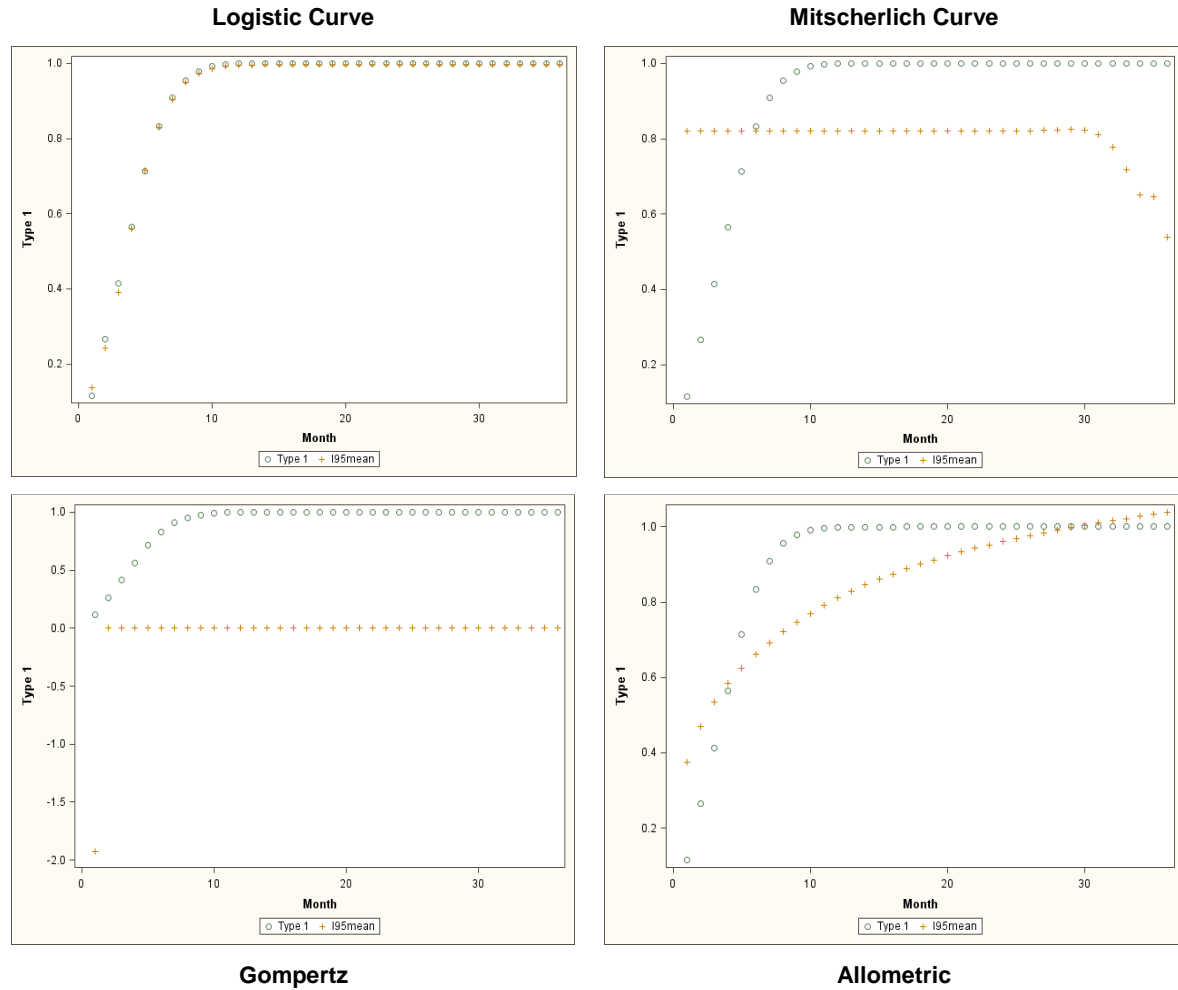 Logistic Curve
Mitscherlich Curve
1.0
0.8
0.6
0.4
0.2
Type 1
0 10 20 30
Month
Type 1 l95mean
1.0
0.8
0.6
0.4
0.2
Type 1
0 10 20 30
Month
Type 1 l95mean
1.0
0.5
0.0
-0.5
-1.0
-1.5
-2.0
Type 1
0 10 20 30
Month
Type 1 l95mean
1.0
0.8
0.6
0.4
0.2
Type 1
0 10 20 30
Month
Type 1 l95mean
Gompertz
Allometric